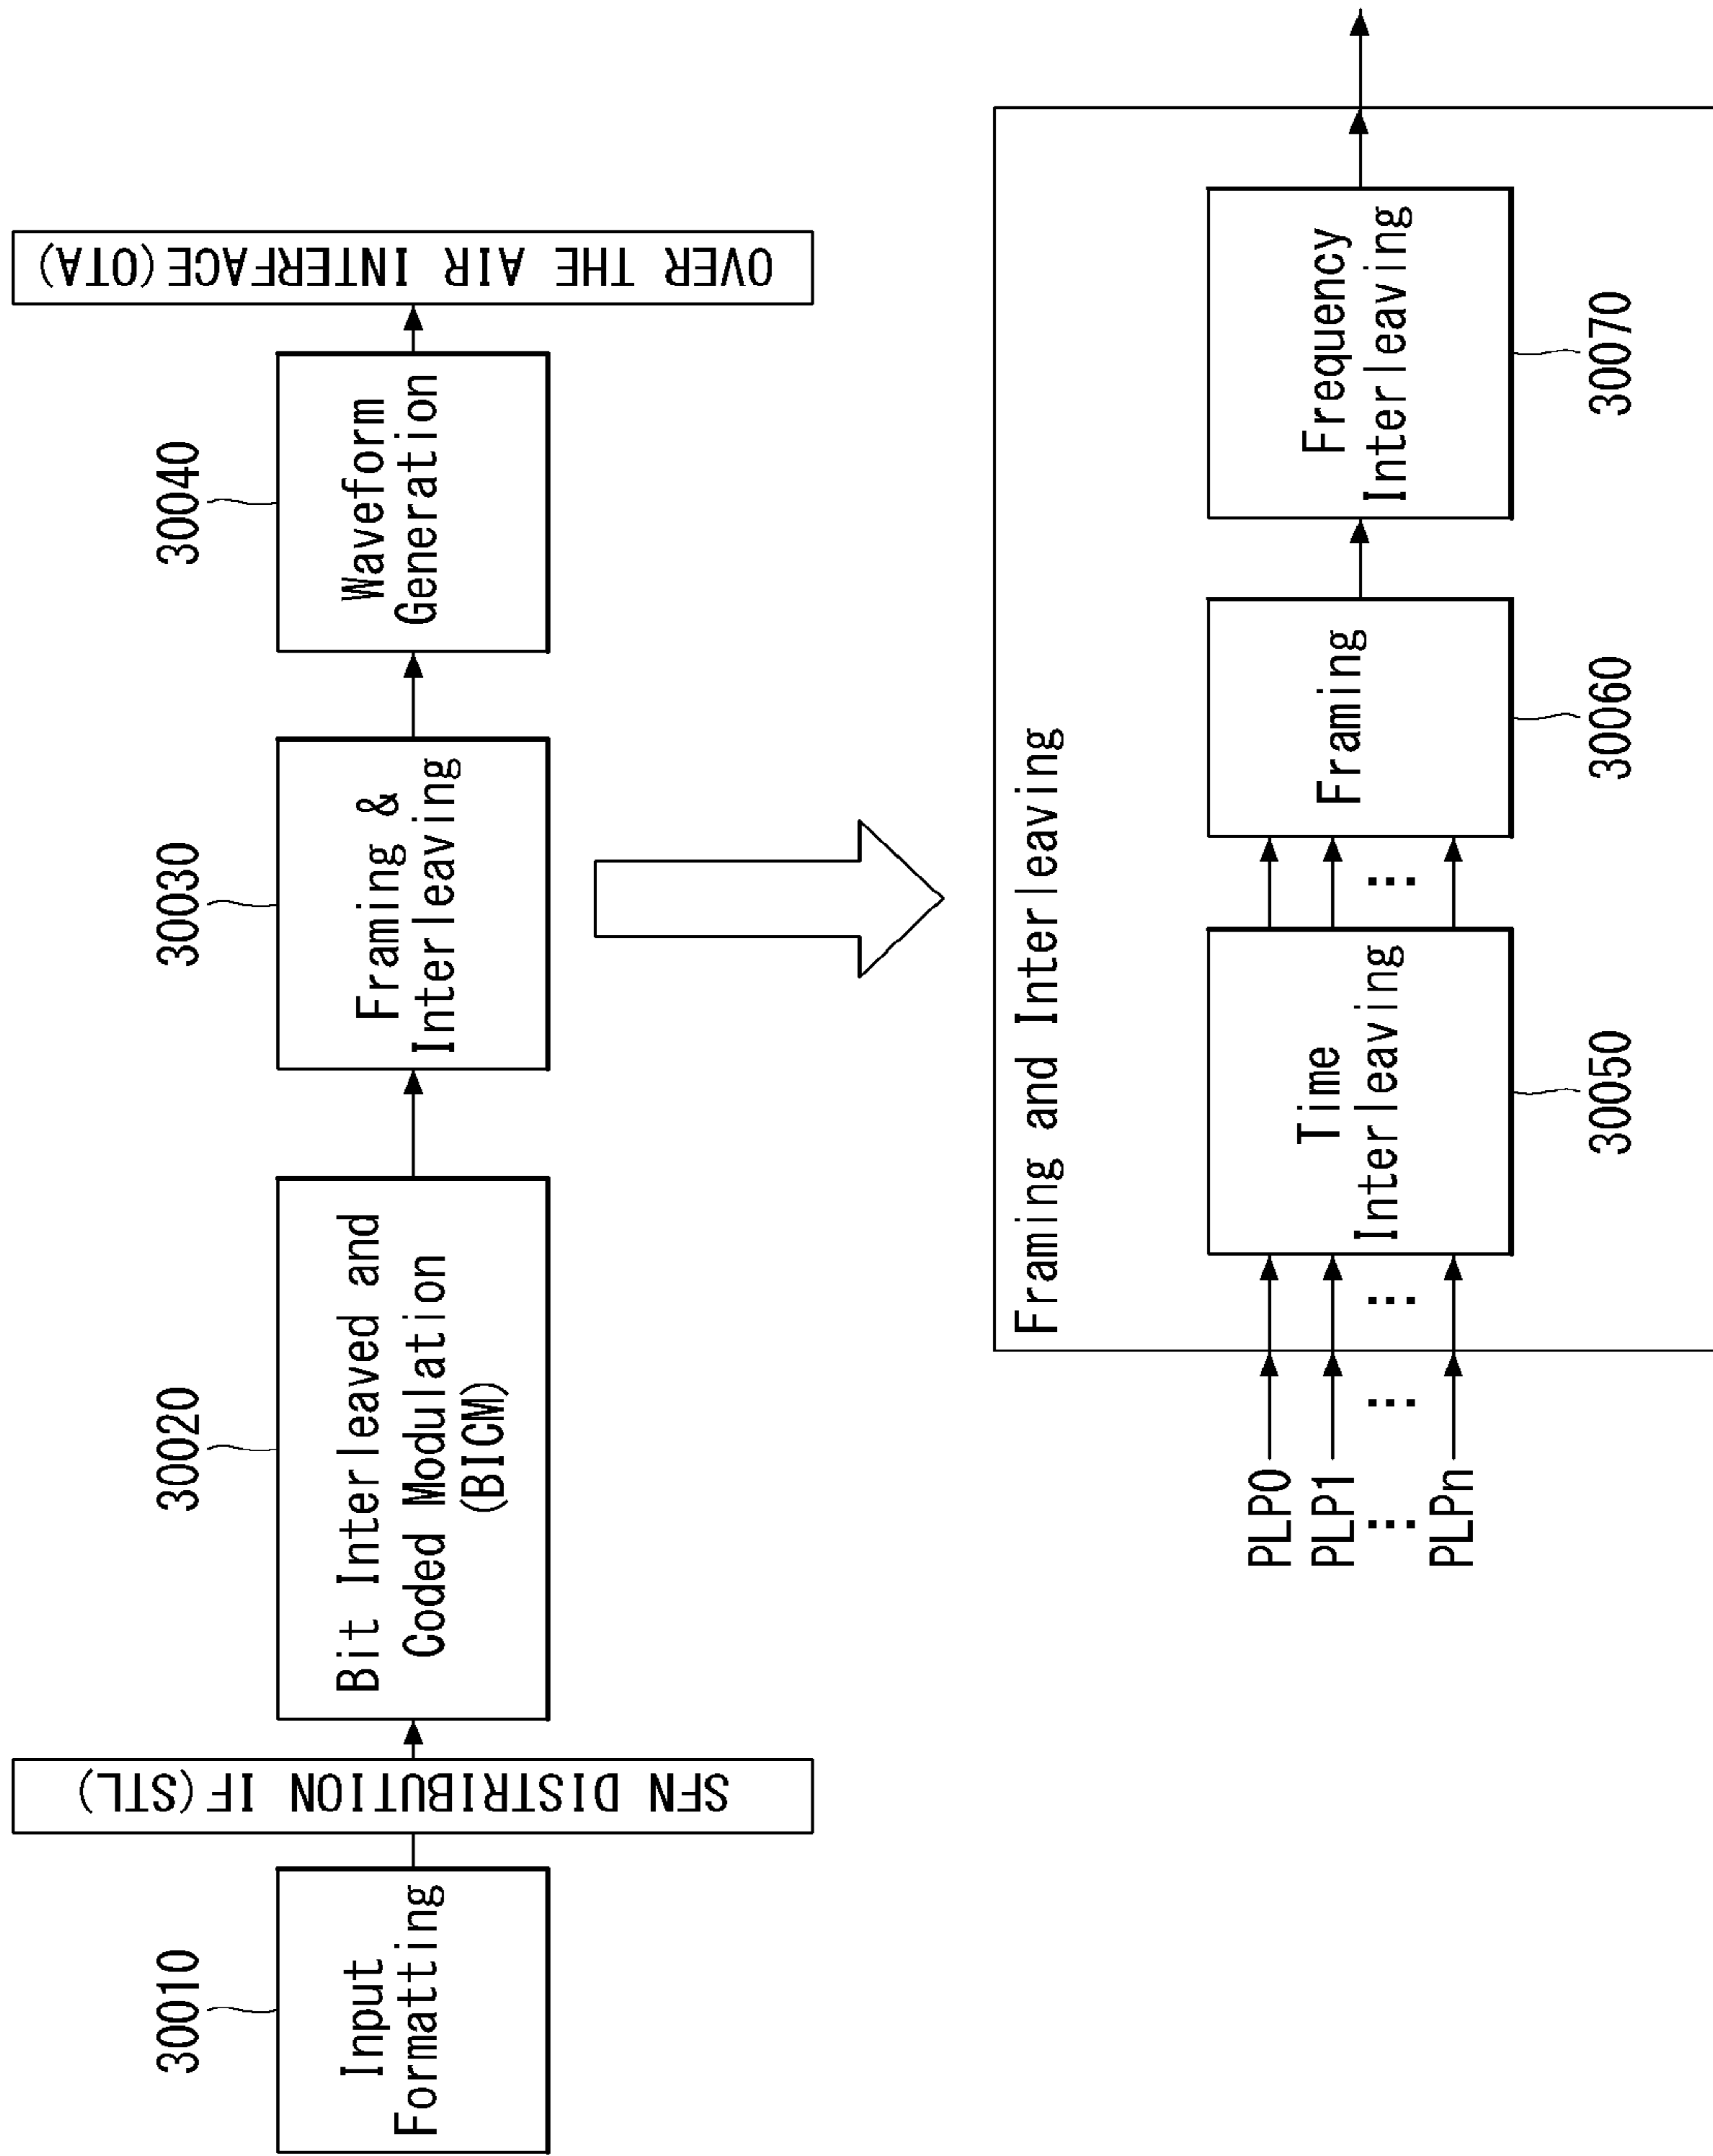 30010
Input
Formatting
SFN DISTRIBUTION IF(STL)
30020
Bit Interleaved and
Coded Modulation
(BICM)
30030
Framing &
Interleaving
30040
Waveform
Generation
OVER THE AIR INTERFACE(OTA)
Framing and Interleaving
PLP0
PLP1
PLPn
Time
Interleaving
30050
Framing
30060
Frequency
Interleaving
30070